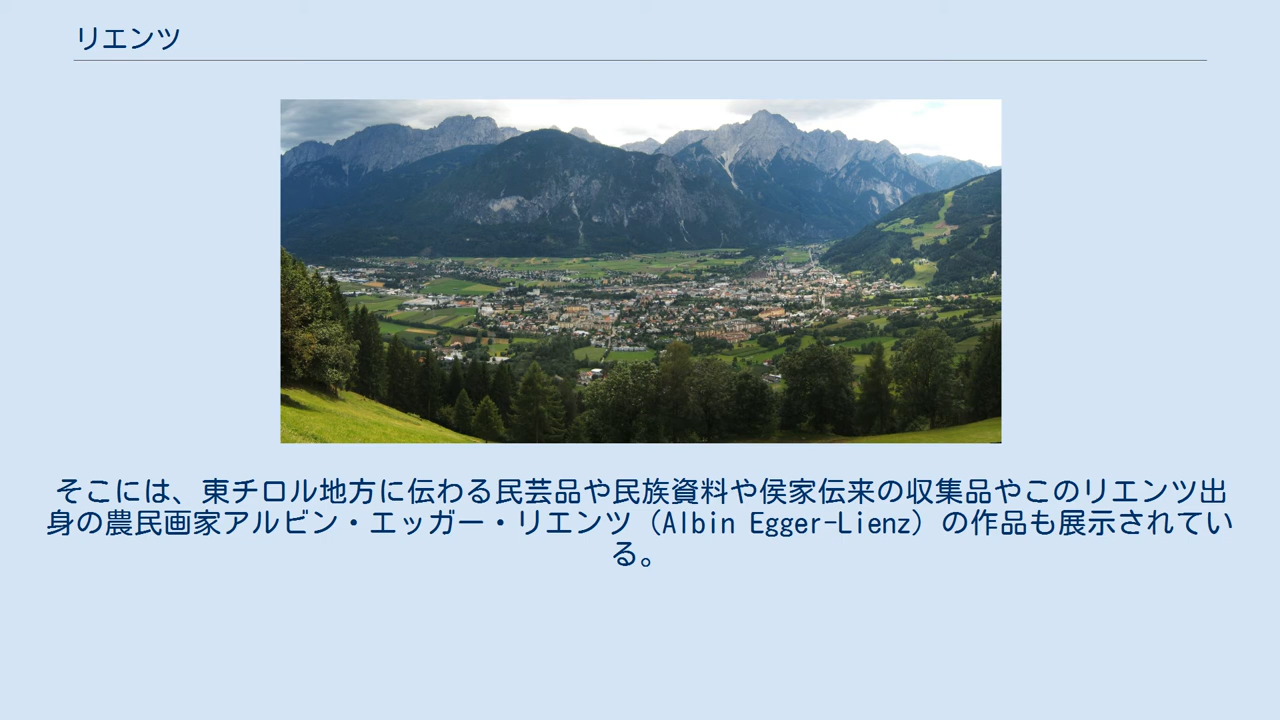 リエンツ
そこには、東チロル地方に伝わる民芸品や民族資料や侯家伝来の収集品やこのリエンツ出
身の農民画家アルビン・エッガー・リエンツ（Albin Egger-Lienz）の作品も展示されてい
る。